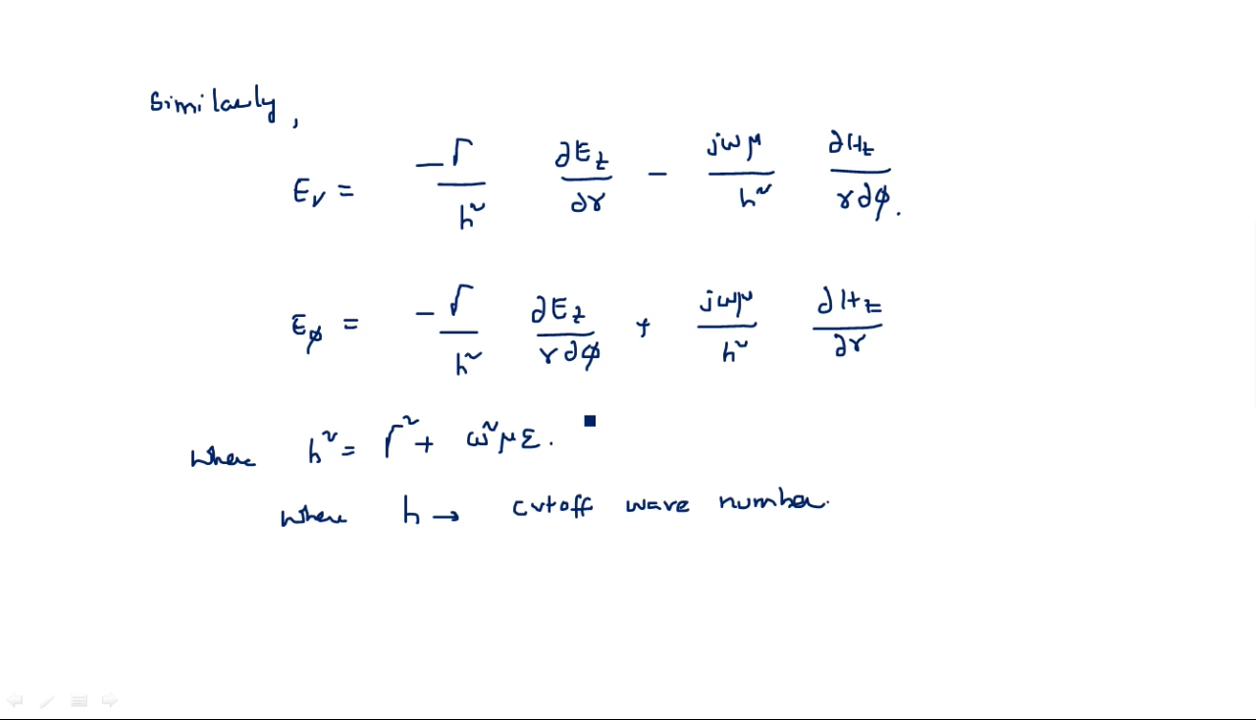 Similarly,
E_r = -Γ/h² ∂E_z/∂r - jωμ/h² ∂H_z/r∂φ.
E_φ = -Γ/h² ∂E_z/r∂φ + jωμ/h² ∂H_z/∂r
where h² = Γ² + ω²με.
where h → cutoff wave number.